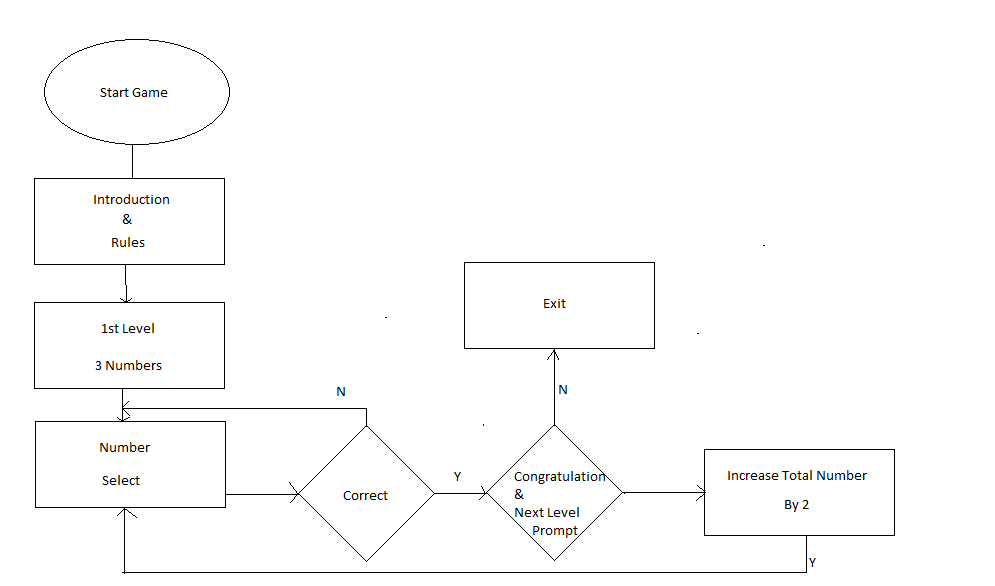 Start Game
Introduction
&
Rules
1st Level
3 Numbers
Number
Select
N
Correct
Y
Exit
N
Congratulation
&
Next Level
Prompt
Increase Total Number
By 2
Y